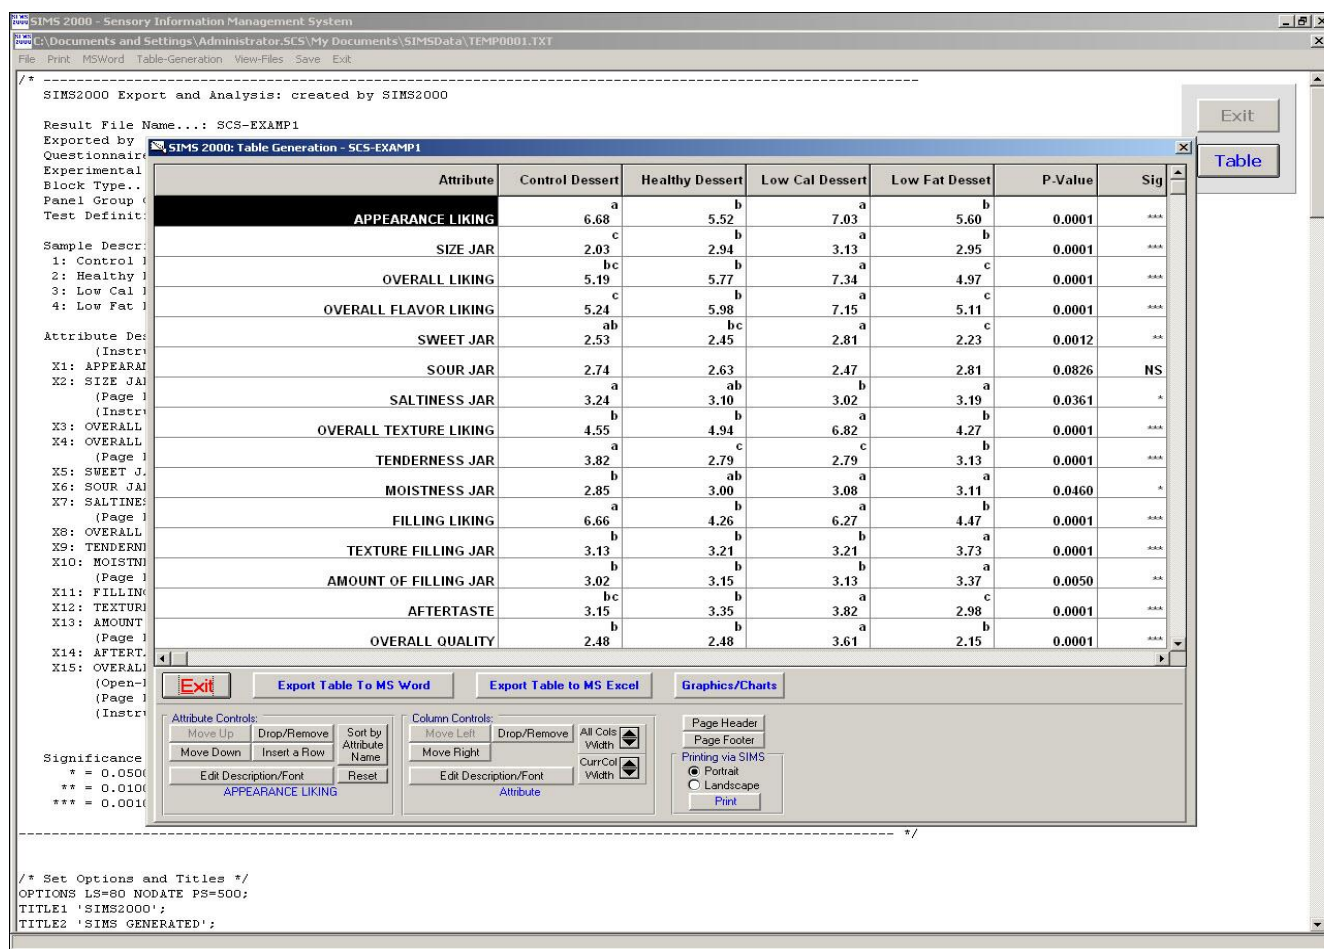 SIMS 2000 - Sensory Information Management System
C:\Documents and Settings\Administrator.SCS\My Documents\SIMSData\TEMP0001.TXT
File Print MSWord Table-Generation View-Files Save Exit
/* ----------------------------------------
SIMS2000 Export and Analysis: created by SIMS2000
Result File Name...: SCS-EXAMP1
Exported by
Questionnaire
Experimental
Block Type..
Panel Group
Test Definit
Sample Descr
1: Control
2: Healthy
3: Low Cal
4: Low Fat
Attribute Des
(Instr
X1: APPEARAN
X2: SIZE JAR
(Page
(Instr
X3: OVERALL
X4: OVERALL
(Page
X5: SWEET J
X6: SOUR JAR
X7: SALTINES
(Page
X8: OVERALL
X9: TENDERNE
X10: MOISTN
(Page
X11: FILLING
X12: TEXTURE
X13: AMOUNT
(Page
X14: AFTERT
X15: OVERALL
(Open-
(Page
(Instr
Significance
* = 0.050
** = 0.010
*** = 0.001
---------------------------------------- */
/* Set Options and Titles */
OPTIONS LS=80 NODATE PS=500;
TITLE1 'SIMS2000';
TITLE2 'SIMS GENERATED';
Exit
Table
SIMS 2000: Table Generation - SCS-EXAMP1
Attribute Control Dessert Healthy Dessert Low Cal Dessert Low Fat Desset P-Value Sig
a b a b
APPEARANCE LIKING 6.68 5.52 7.03 5.60 0.0001 ***
c b a b
SIZE JAR 2.03 2.94 3.13 2.95 0.0001 ***
bc b a c
OVERALL LIKING 5.19 5.77 7.34 4.97 0.0001 ***
c b a c
OVERALL FLAVOR LIKING 5.24 5.98 7.15 5.11 0.0001 ***
ab bc a c
SWEET JAR 2.53 2.45 2.81 2.23 0.0012 **
SOUR JAR 2.74 2.63 2.47 2.81 0.0826 NS
a ab b a
SALTINESS JAR 3.24 3.10 3.02 3.19 0.0361 *
b b a b
OVERALL TEXTURE LIKING 4.55 4.94 6.82 4.27 0.0001 ***
a c c b
TENDERNESS JAR 3.82 2.79 2.79 3.13 0.0001 ***
b ab a a
MOISTNESS JAR 2.85 3.00 3.08 3.11 0.0460 *
a b a b
FILLING LIKING 6.66 4.26 6.27 4.47 0.0001 ***
b b b a
TEXTURE FILLING JAR 3.13 3.21 3.21 3.73 0.0001 ***
b b b a
AMOUNT OF FILLING JAR 3.02 3.15 3.13 3.37 0.0050 **
bc b a c
AFTERTASTE 3.15 3.35 3.82 2.98 0.0001 ***
b b a b
OVERALL QUALITY 2.48 2.48 3.61 2.15 0.0001 ***
Exit Export Table To MS Word Export Table to MS Excel Graphics/Charts
Attribute Controls:
Move Up Drop/Remove Sort by Attribute Name
Move Down Insert a Row
Edit Description/Font Reset
APPEARANCE LIKING
Column Controls:
Move Left Drop/Remove All Cols Width
Move Right CurrCol Width
Edit Description/Font
Attribute
Page Header
Page Footer
Printing via SIMS
Portrait
Landscape
Print